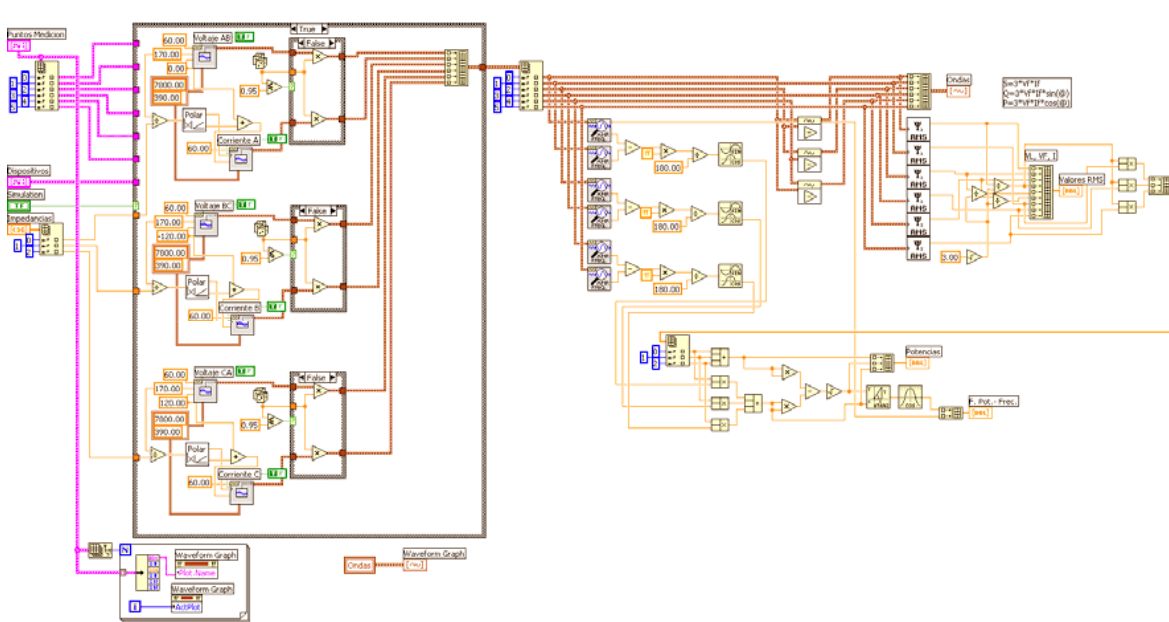 Puntos Medicion
Dispositivos
Simulation
TF
Impedancias
True
60.00
Voltaje AB
170.00
0.00
7800.00
390.00
Polar
60.00
Corriente A
False
0.95
60.00
Voltaje BC
170.00
-120.00
7800.00
390.00
Polar
60.00
Corriente B
False
0.95
60.00
Voltaje CA
170.00
120.00
7800.00
390.00
Polar
60.00
Corriente C
False
0.95
180.00
180.00
180.00
Ondas
S=3*Vf*If
Q=3*Vf*If*sin(@)
P=3*Vf*If*cos(@)
RMS
RMS
RMS
RMS
RMS
RMS
VL, VF, I
Valores RMS
3.00
Potencias
F. Pot.- Frec.
N
Waveform Graph
Plot Name
Waveform Graph
ActPlot
i
Ondas
Waveform Graph